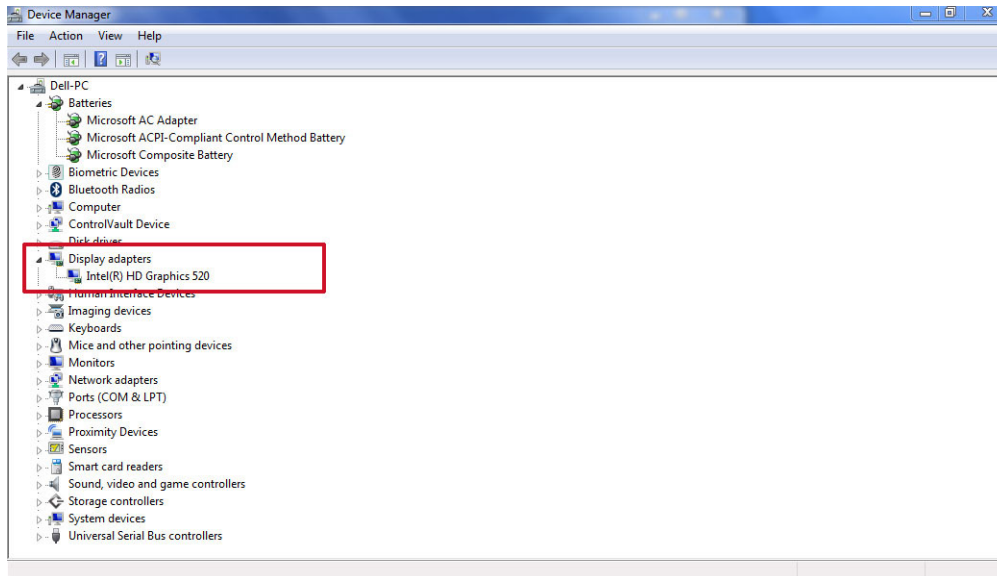 Device Manager
File Action View Help
Dell-PC
Batteries
Microsoft AC Adapter
Microsoft ACPI-Compliant Control Method Battery
Microsoft Composite Battery
Biometric Devices
Bluetooth Radios
Computer
ControlVault Device
Disk drives
Display adapters
Intel(R) HD Graphics 520
Human Interface Devices
Imaging devices
Keyboards
Mice and other pointing devices
Monitors
Network adapters
Ports (COM & LPT)
Processors
Proximity Devices
Sensors
Smart card readers
Sound, video and game controllers
Storage controllers
System devices
Universal Serial Bus controllers